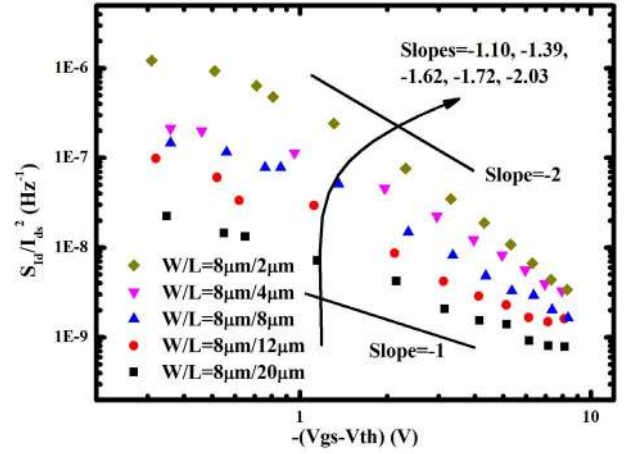 Slopes=-1.10, -1.39,
-1.62, -1.72, -2.03
1E-6
1E-7
1E-8
1E-9
S_Id/I_ds^2 (Hz^-1)
Slope=-2
W/L=8μm/2μm
W/L=8μm/4μm
W/L=8μm/8μm
W/L=8μm/12μm
W/L=8μm/20μm
Slope=-1
1
10
-(Vgs-Vth) (V)